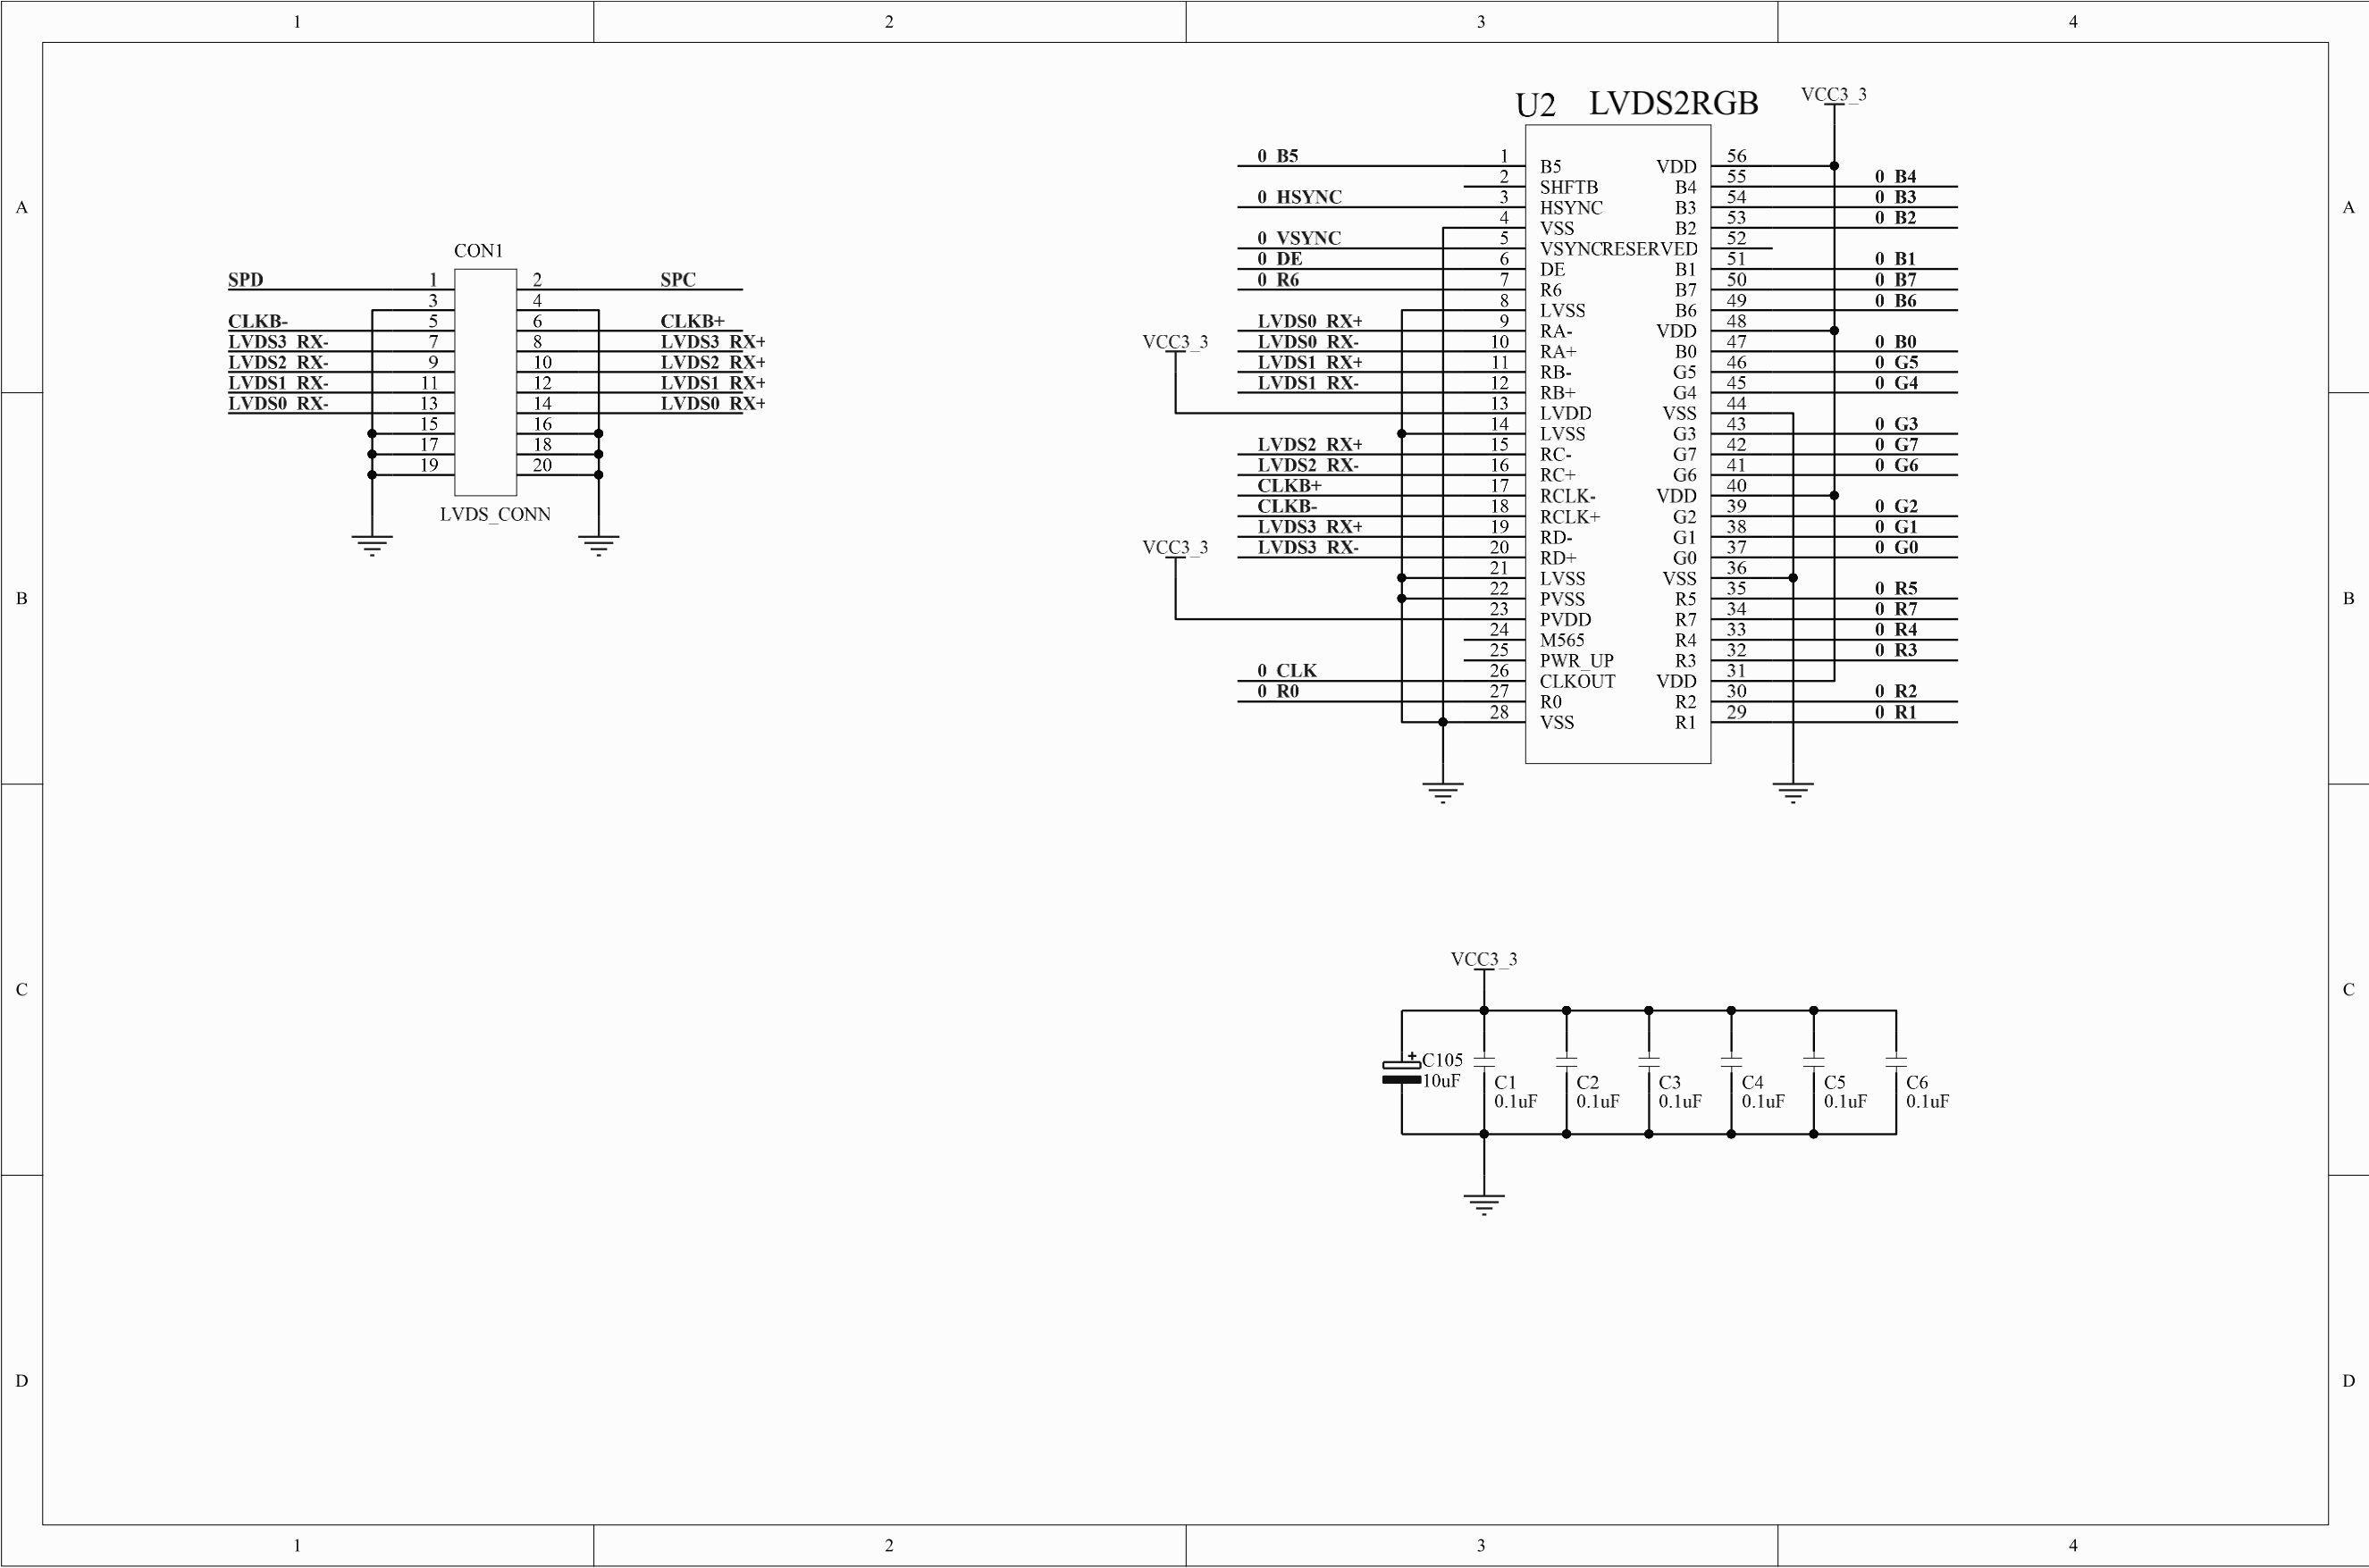 1 2 3 4
A A
B B
C C
D D
1 2 3 4
CON1
SPD 1 2 SPC
3 4
CLKB- 5 6 CLKB+
LVDS3_RX- 7 8 LVDS3_RX+
LVDS2_RX- 9 10 LVDS2_RX+
LVDS1_RX- 11 12 LVDS1_RX+
LVDS0_RX- 13 14 LVDS0_RX+
15 16
17 18
19 20
LVDS_CONN
U2 LVDS2RGB
VCC3_3
0_B5 1 B5 VDD 56
2 SHFTB B4 55 0_B4
0_HSYNC 3 HSYNC B3 54 0_B3
4 VSS B2 53 0_B2
0_VSYNC 5 VSYNC RESERVED 52
0_DE 6 DE B1 51 0_B1
0_R6 7 R6 B7 50 0_B7
8 LVSS B6 49 0_B6
LVDS0_RX+ 9 RA- VDD 48
VCC3_3
LVDS0_RX- 10 RA+ B0 47 0_B0
LVDS1_RX+ 11 RB- G5 46 0_G5
LVDS1_RX- 12 RB+ G4 45 0_G4
13 LVDD VSS 44
14 LVSS G3 43 0_G3
LVDS2_RX+ 15 RC- G7 42 0_G7
LVDS2_RX- 16 RC+ G6 41 0_G6
CLKB+ 17 RCLK- VDD 40
CLKB- 18 RCLK+ G2 39 0_G2
LVDS3_RX+ 19 RD- G1 38 0_G1
VCC3_3
LVDS3_RX- 20 RD+ G0 37 0_G0
21 LVSS VSS 36
22 PVSS R5 35 0_R5
23 PVDD R7 34 0_R7
24 M565 R4 33 0_R4
25 PWR_UP R3 32 0_R3
0_CLK 26 CLKOUT VDD 31
0_R0 27 R0 R2 30 0_R2
28 VSS R1 29 0_R1
VCC3_3
+
C105
10uF
C1
0.1uF
C2
0.1uF
C3
0.1uF
C4
0.1uF
C5
0.1uF
C6
0.1uF